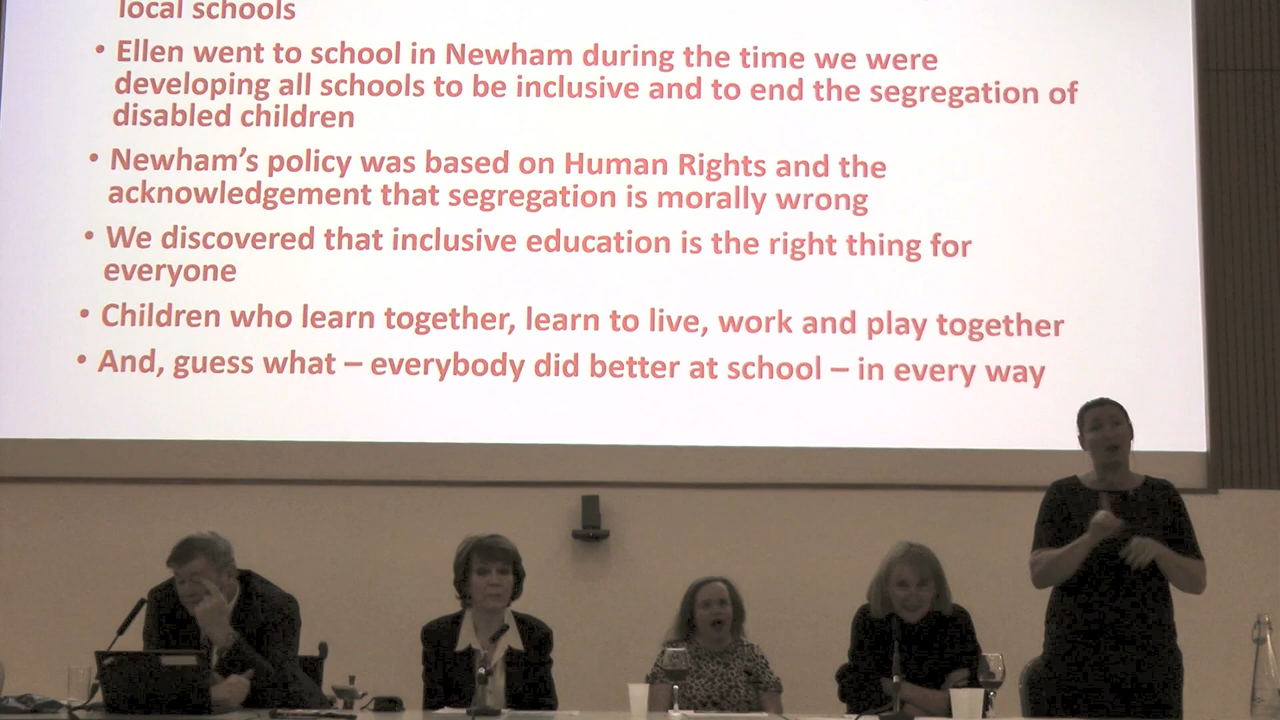 local schools
• Ellen went to school in Newham during the time we were
developing all schools to be inclusive and to end the segregation of
disabled children
• Newham's policy was based on Human Rights and the
acknowledgement that segregation is morally wrong
• We discovered that inclusive education is the right thing for
everyone
• Children who learn together, learn to live, work and play together
• And, guess what – everybody did better at school – in every way